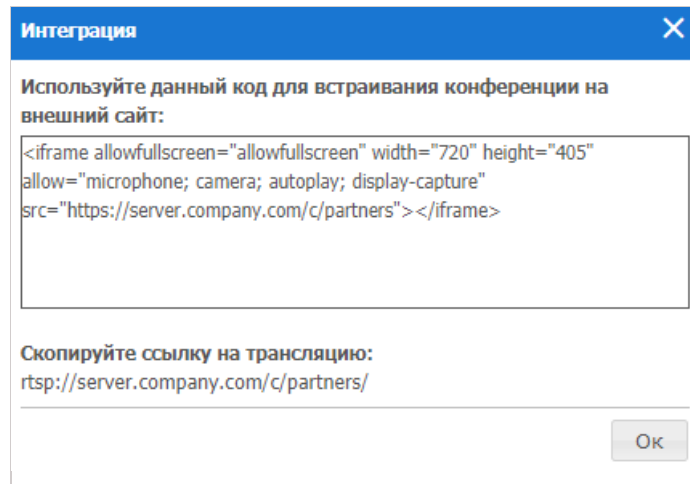 Интеграция
Используйте данный код для встраивания конференции на
внешний сайт:
<iframe allowfullscreen="allowfullscreen" width="720" height="405"
allow="microphone; camera; autoplay; display-capture"
src="https://server.company.com/c/partners"></iframe>
Скопируйте ссылку на трансляцию:
rtsp://server.company.com/c/partners/
Ок